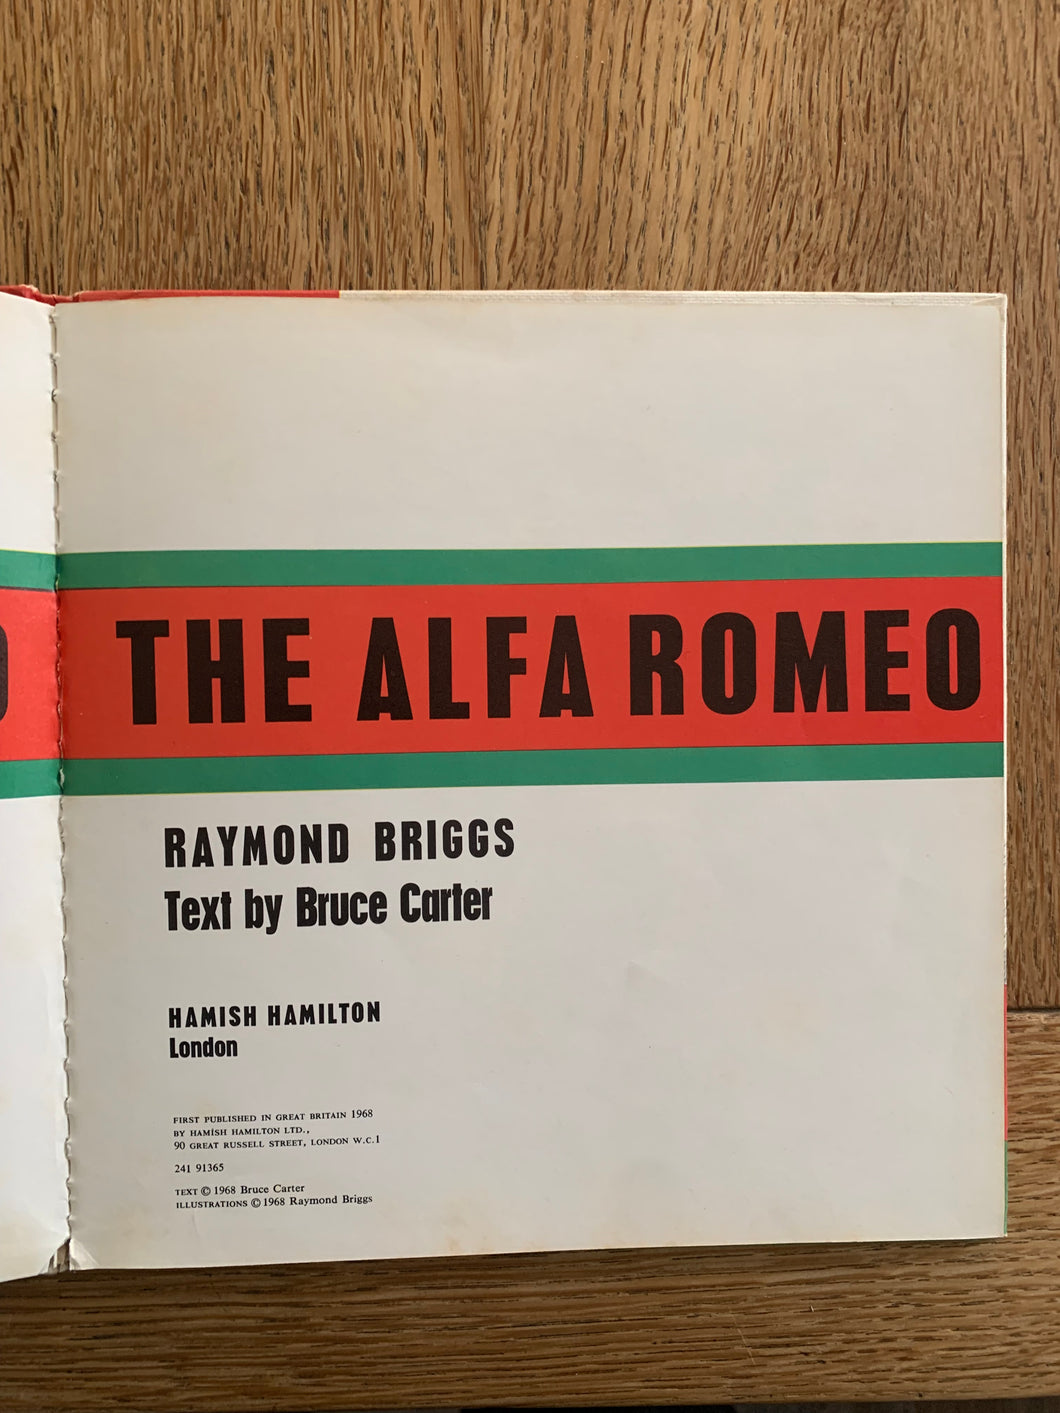 THE ALFA ROMEO
RAYMOND BRIGGS
Text by Bruce Carter
HAMISH HAMILTON
London
FIRST PUBLISHED IN GREAT BRITAIN 1968
BY HAMISH HAMILTON LTD.,
90 GREAT RUSSELL STREET, LONDON W.C.1
241 91365
TEXT © 1968 Bruce Carter
ILLUSTRATIONS © 1968 Raymond Briggs